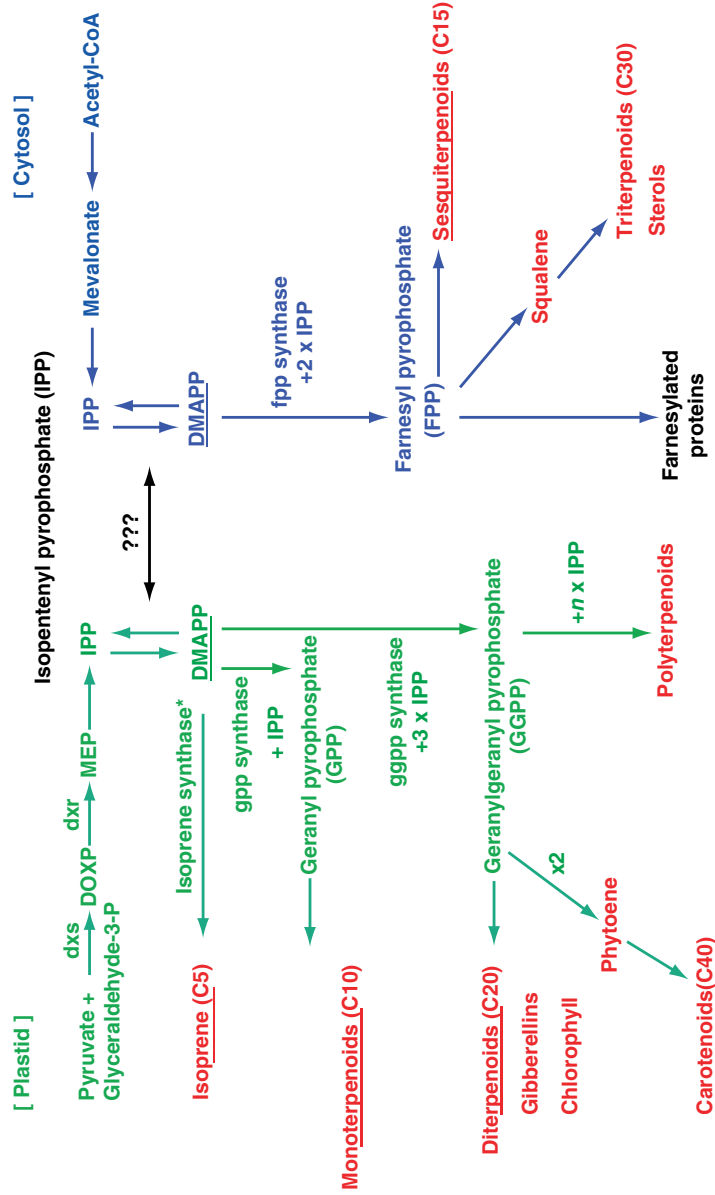 [ Plastid ]
[ Cytosol ]
Isopentenyl pyrophosphate (IPP)
Pyruvate +
Glyceraldehyde-3-P
dxs
DOXP
dxr
MEP
IPP
IPP
Mevalonate
Acetyl-CoA
???
DMAPP
DMAPP
Isoprene synthase*
Isoprene (C5)
gpp synthase
+ IPP
fpp synthase
+2 x IPP
Geranyl pyrophosphate
(GPP)
Monoterpenoids (C10)
ggpp synthase
+3 x IPP
Farnesyl pyrophosphate
(FPP)
Sesquiterpenoids (C15)
Geranylgeranyl pyrophosphate
(GGPP)
Diterpenoids (C20)
Gibberellins
Chlorophyll
x2
+n x IPP
Squalene
Phytoene
Triterpenoids (C30)
Sterols
Carotenoids(C40)
Polyterpenoids
Farnesylated
proteins